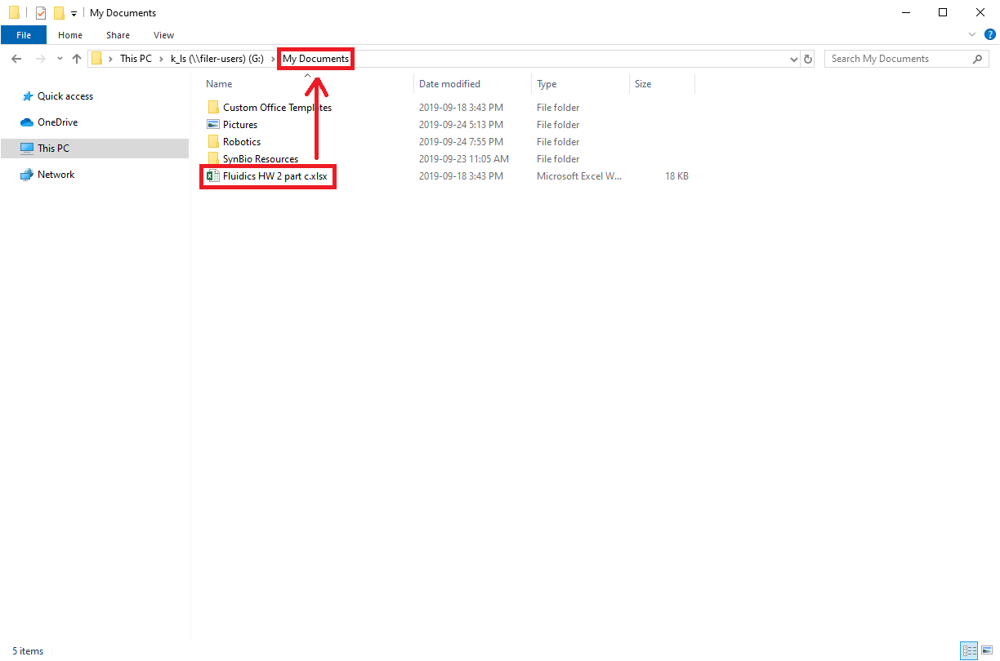 My Documents
File Home Share View
This PC k_ls (\\filer-users) (G:) My Documents Search My Documents
Name Date modified Type Size
Quick access
OneDrive
This PC
Network
Custom Office Templates 2019-09-18 3:43 PM File folder
Pictures 2019-09-24 5:13 PM File folder
Robotics 2019-09-24 7:55 PM File folder
SynBio Resources 2019-09-23 11:05 AM File folder
Fluidics HW 2 part c.xlsx 2019-09-18 3:43 PM Microsoft Excel W... 18 KB
5 items